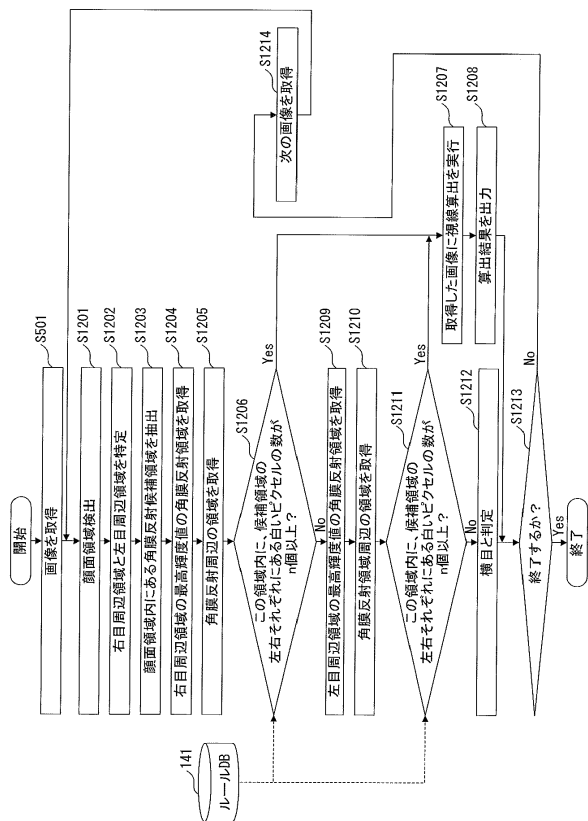 開始
画像を取得
S501
顔面領域検出
S1201
右目周辺領域と左目周辺領域を特定
S1202
顔面領域内にある角膜反射候補領域を抽出
S1203
右目周辺領域の最高輝度値の角膜反射領域を取得
S1204
角膜反射周辺の領域を取得
S1205
ルールDB
141
この領域内に、候補領域の
左右それぞれにある白いピクセルの数が
n個以上？
S1206
Yes
No
左目周辺領域の最高輝度値の角膜反射領域を取得
S1209
角膜反射領域周辺の領域を取得
S1210
この領域内に、候補領域の
左右それぞれにある白いピクセルの数が
n個以上？
S1211
Yes
No
取得した画像に視線算出を実行
S1207
算出結果を出力
S1208
横目と判定
S1212
終了するか？
S1213
No
Yes
次の画像を取得
S1214
終了